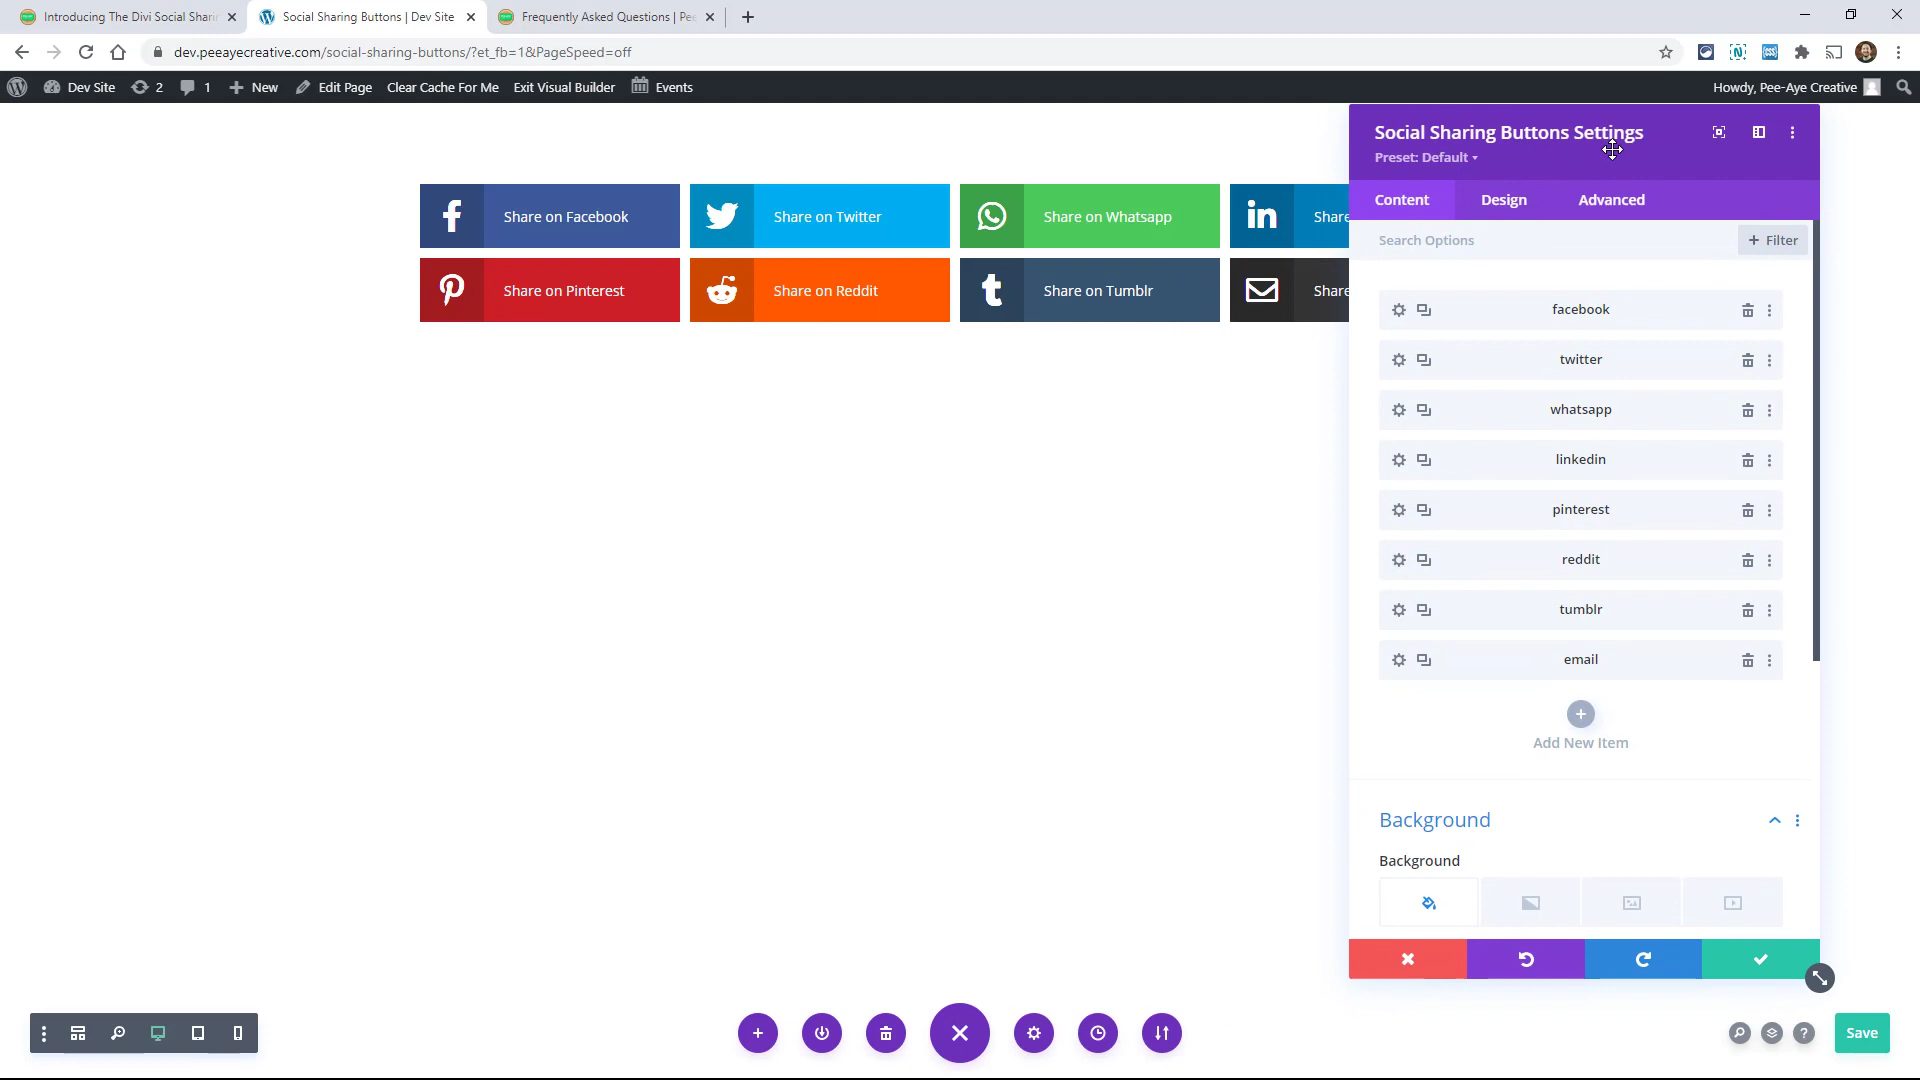 Introducing The Divi Social Shari
Social Sharing Buttons | Dev Site
Frequently Asked Questions | Pee
dev.peeayecreative.com/social-sharing-buttons/?et_fb=1&PageSpeed=off
Dev Site 2 1 New Edit Page Clear Cache For Me Exit Visual Builder Events Howdy, Pee-Aye Creative
Social Sharing Buttons Settings
Preset: Default
Content Design Advanced
Search Options + Filter
Share on Facebook Share on Twitter Share on Whatsapp Share
Share on Pinterest Share on Reddit Share on Tumblr Share
facebook
twitter
whatsapp
linkedin
pinterest
reddit
tumblr
email
Add New Item
Background
Background
Save